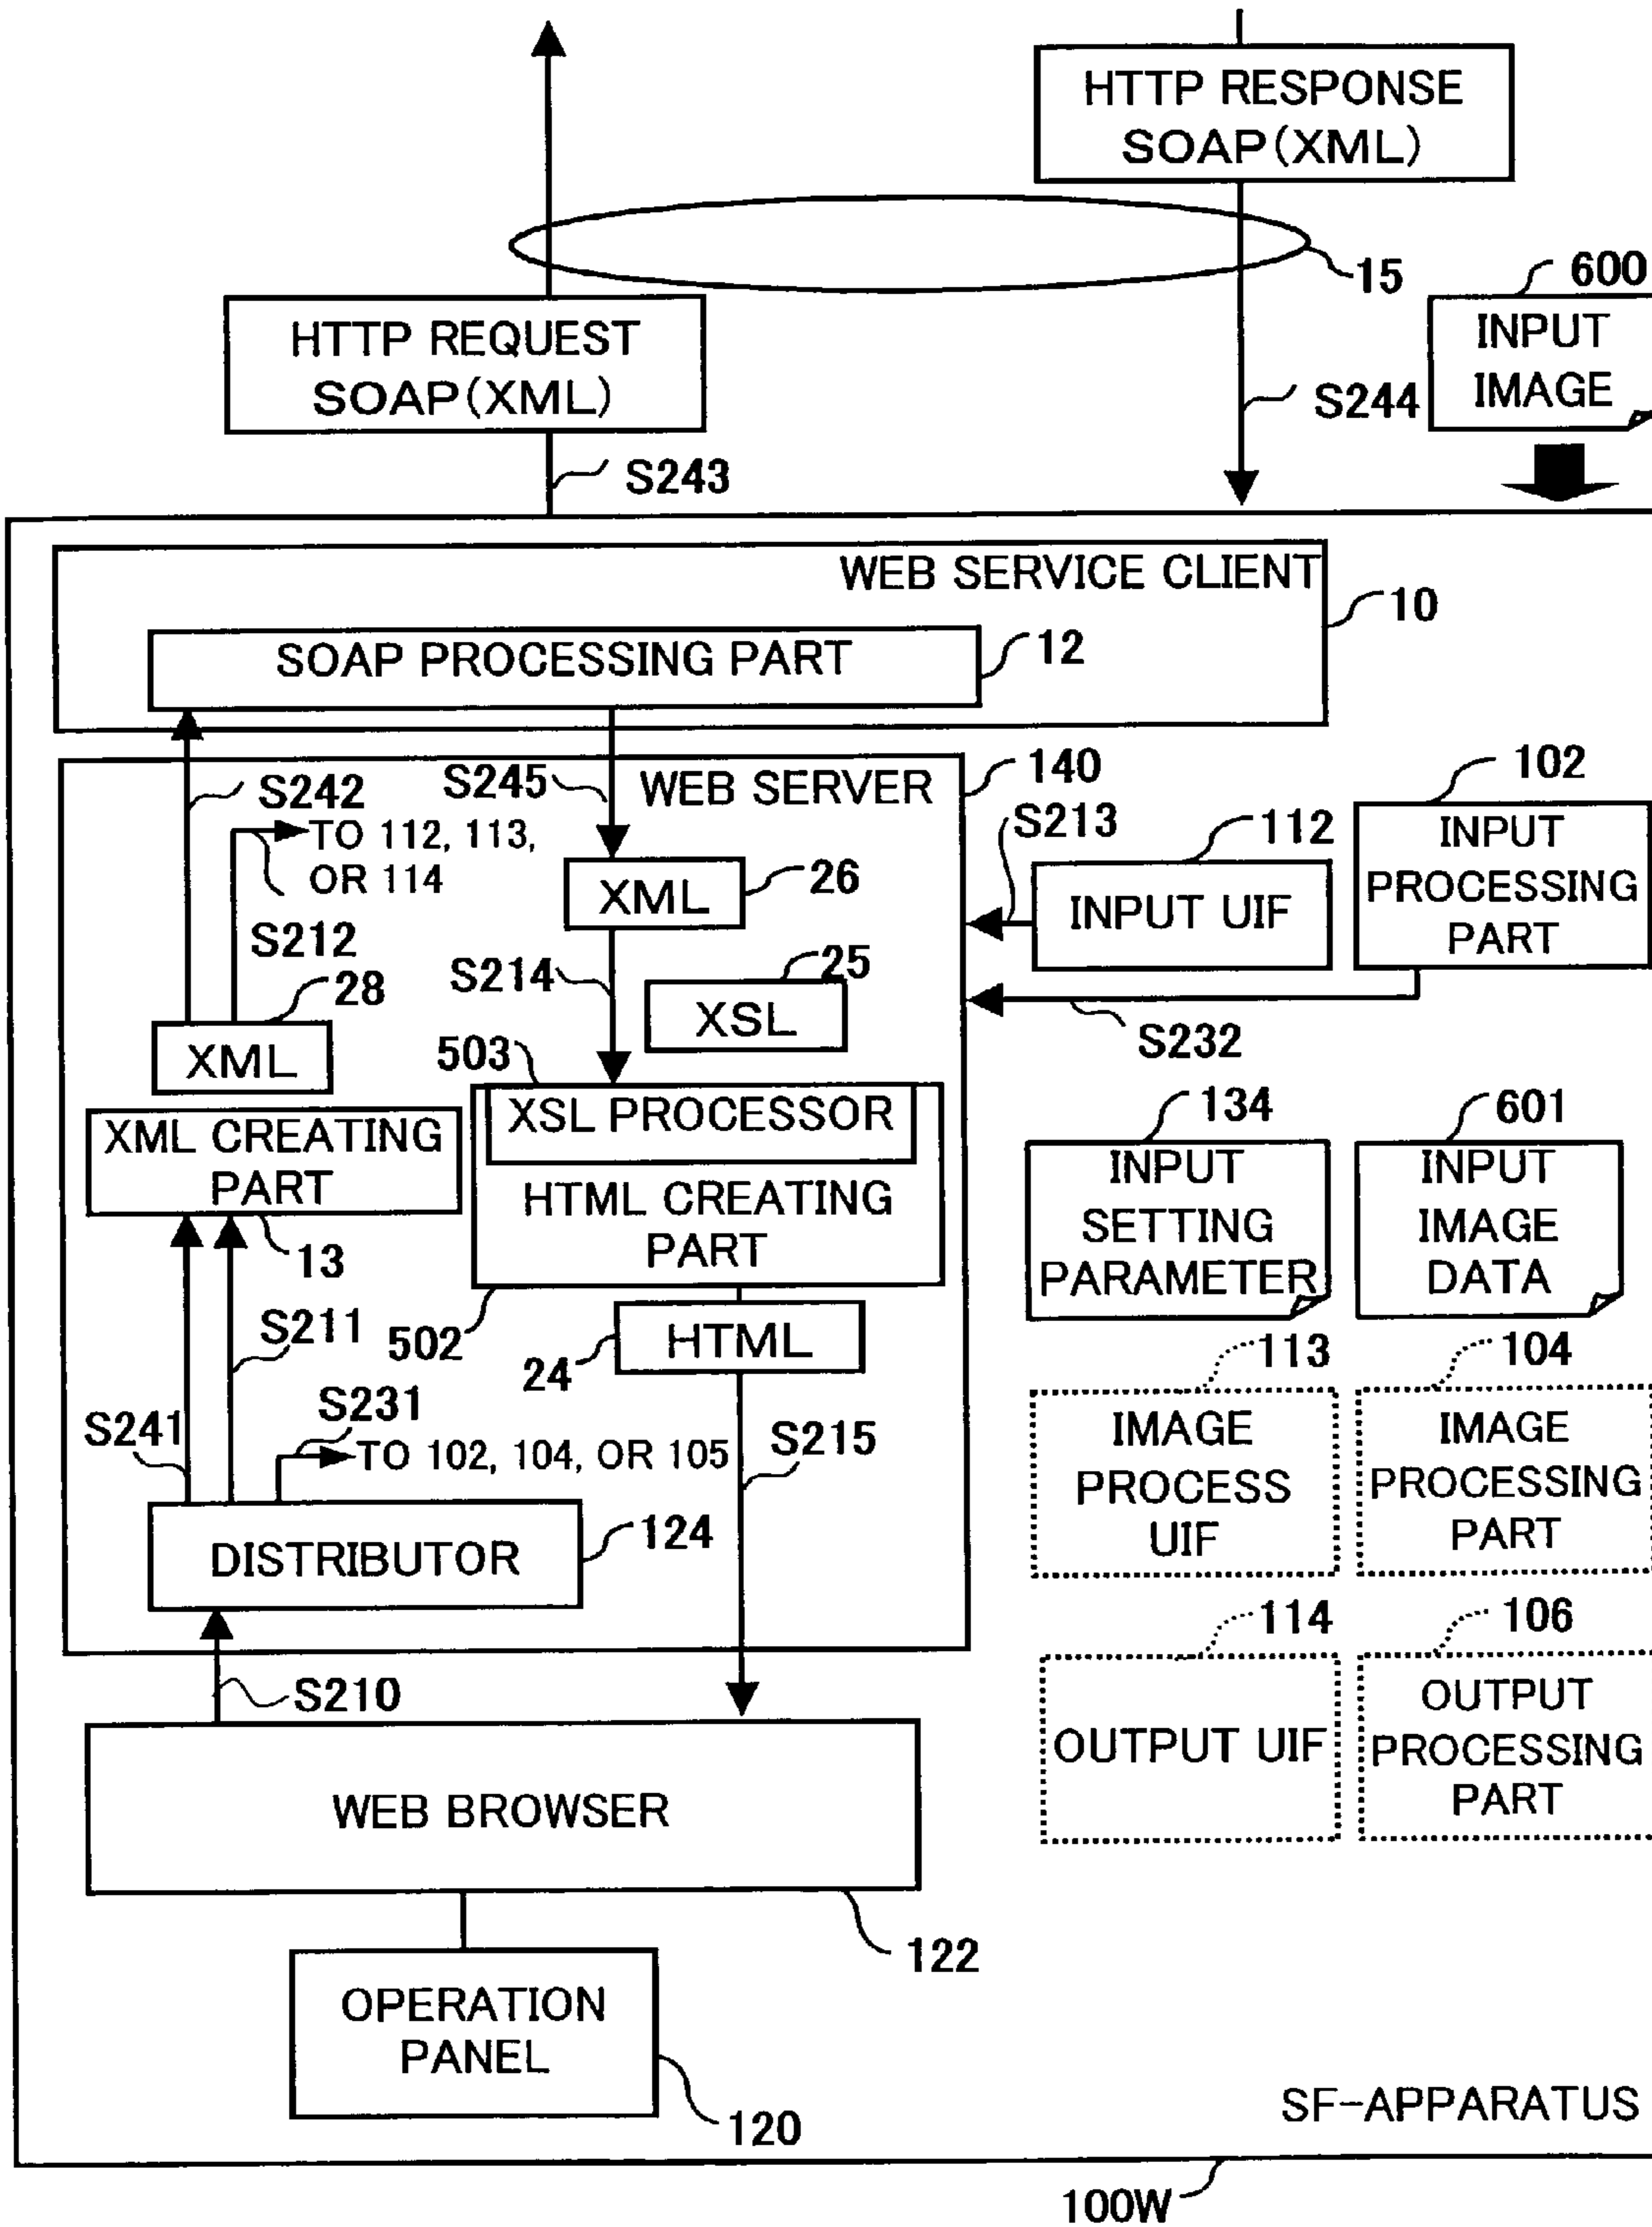 HTTP RESPONSE
SOAP(XML)
15
600
INPUT
IMAGE
HTTP REQUEST
SOAP(XML)
S244
S243
WEB SERVICE CLIENT
10
SOAP PROCESSING PART
12
140
102
S242
S245
WEB SERVER
S213
112
INPUT
PROCESSING
PART
TO 112, 113,
OR 114
XML
26
INPUT UIF
S212
S214
25
28
XSL
S232
XML
503
XSL PROCESSOR
134
601
XML CREATING
PART
HTML CREATING
PART
INPUT
SETTING
PARAMETER
INPUT
IMAGE
DATA
13
S211
502
24
HTML
113
104
S241
S231
TO 102, 104, OR 105
S215
IMAGE
PROCESS
UIF
IMAGE
PROCESSING
PART
DISTRIBUTOR
124
114
106
S210
OUTPUT UIF
OUTPUT
PROCESSING
PART
WEB BROWSER
122
OPERATION
PANEL
120
SF-APPARATUS
100W